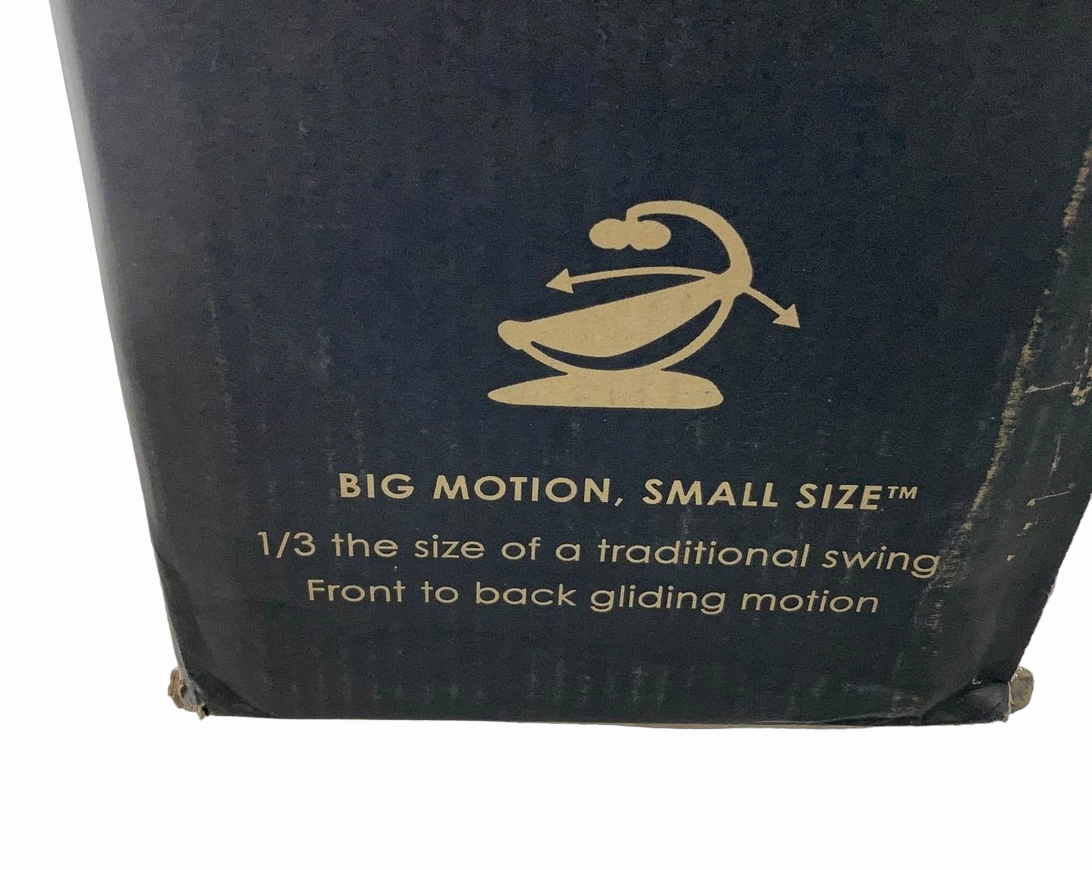 BIG MOTION, SMALL SIZE™
1/3 the size of a traditional swing
Front to back gliding motion